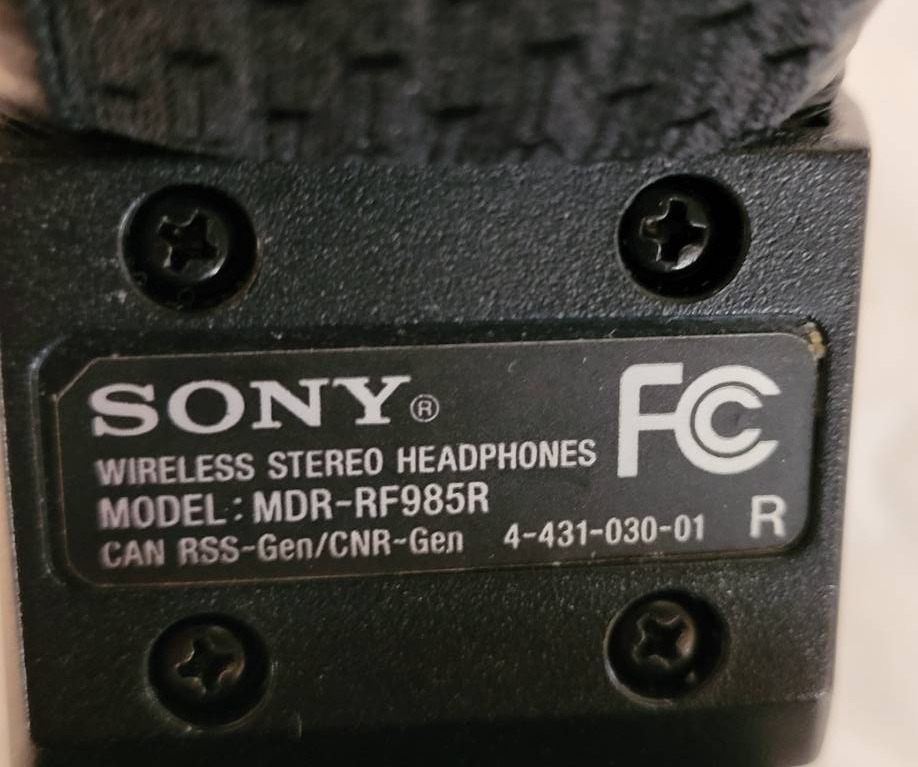 SONY®
WIRELESS STEREO HEADPHONES
MODEL: MDR-RF985R
CAN RSS-Gen/CNR-Gen 4-431-030-01
FC
R